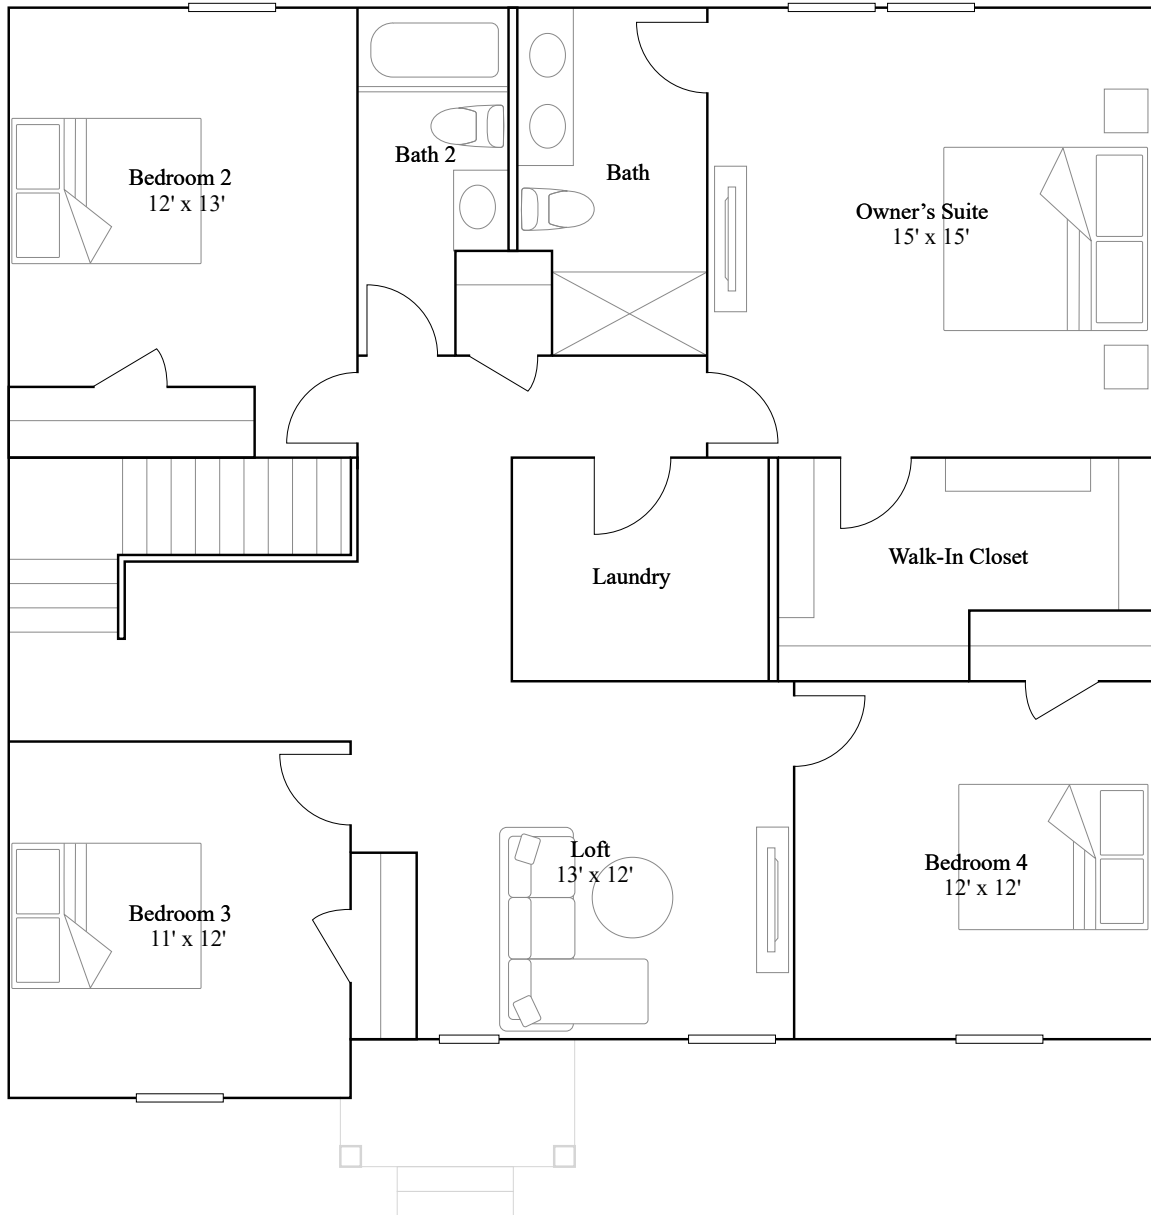 Bath 2
Bedroom 2
12' x 13'
Bath
Owner’s Suite
15' x 15'
Walk-In Closet
Laundry
Loft
13' x 12'
Bedroom 4
12' x 12'
Bedroom 3
11' x 12'